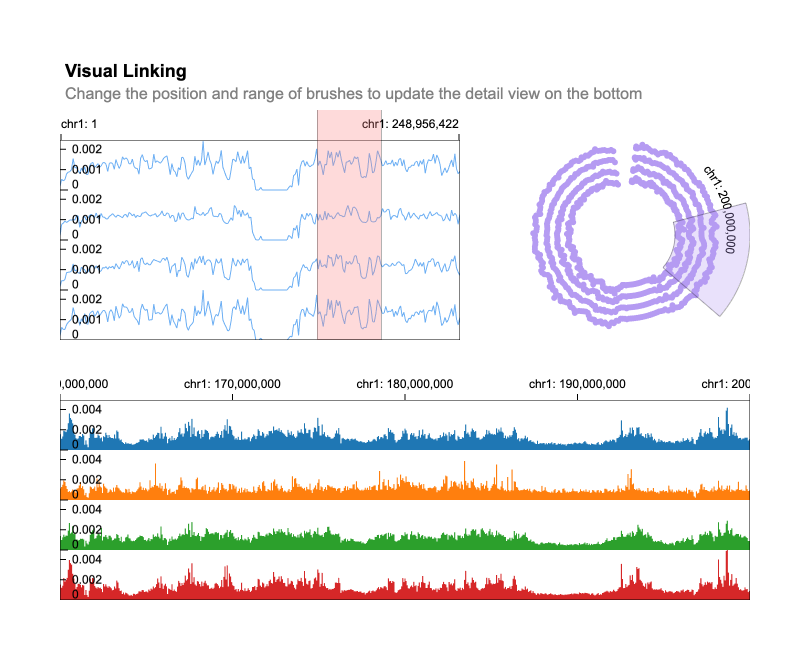 Visual Linking
Change the position and range of brushes to update the detail view on the bottom
chr1: 1
chr1: 248,956,422
0.002
0.001
0
0.002
0.001
0
0.002
0.001
0
0.002
0.001
0
chr1: 200,000,000
),000,000
chr1: 170,000,000
chr1: 180,000,000
chr1: 190,000,000
chr1: 200
0.004
0.002
0
0.004
0.002
0
0.004
0.002
0
0.004
0.002
0